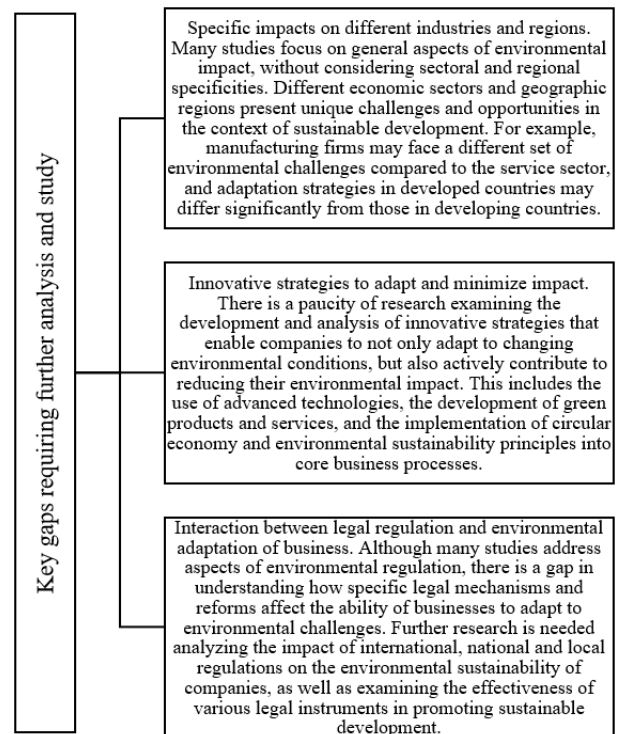 Key gaps requiring further analysis and study
Specific impacts on different industries and regions.
Many studies focus on general aspects of environmental
impact, without considering sectoral and regional
specificities. Different economic sectors and geographic
regions present unique challenges and opportunities in
the context of sustainable development. For example,
manufacturing firms may face a different set of
environmental challenges compared to the service sector,
and adaptation strategies in developed countries may
differ significantly from those in developing countries.
Innovative strategies to adapt and minimize impact.
There is a paucity of research examining the
development and analysis of innovative strategies that
enable companies to not only adapt to changing
environmental conditions, but also actively contribute to
reducing their environmental impact. This includes the
use of advanced technologies, the development of green
products and services, and the implementation of circular
economy and environmental sustainability principles into
core business processes.
Interaction between legal regulation and environmental
adaptation of business. Although many studies address
aspects of environmental regulation, there is a gap in
understanding how specific legal mechanisms and
reforms affect the ability of businesses to adapt to
environmental challenges. Further research is needed
analyzing the impact of international, national and local
regulations on the environmental sustainability of
companies, as well as examining the effectiveness of
various legal instruments in promoting sustainable
development.